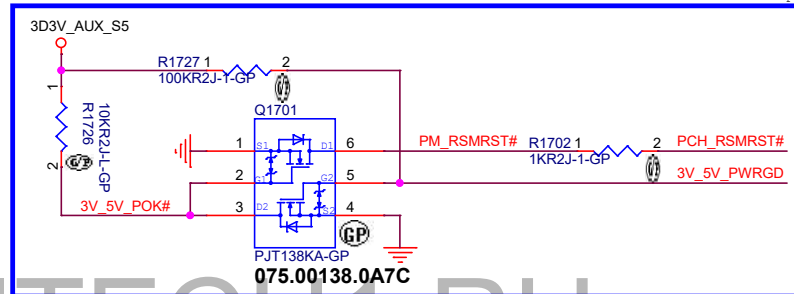 3D3V_AUX_S5
R1727 1 2
100KR2J-1-GP
1
10KR2J-L-GP
R1726
2
G/P
G/P
Q1701
1 S1 D1 6
2 G1 G2 5
3 D2 S2 4
PM_RSMRST#
R1702 1 2
1KR2J-1-GP
PCH_RSMRST#
G/P
3V_5V_PWRGD
3V_5V_POK#
GP
PJT138KA-GP
075.00138.0A7C